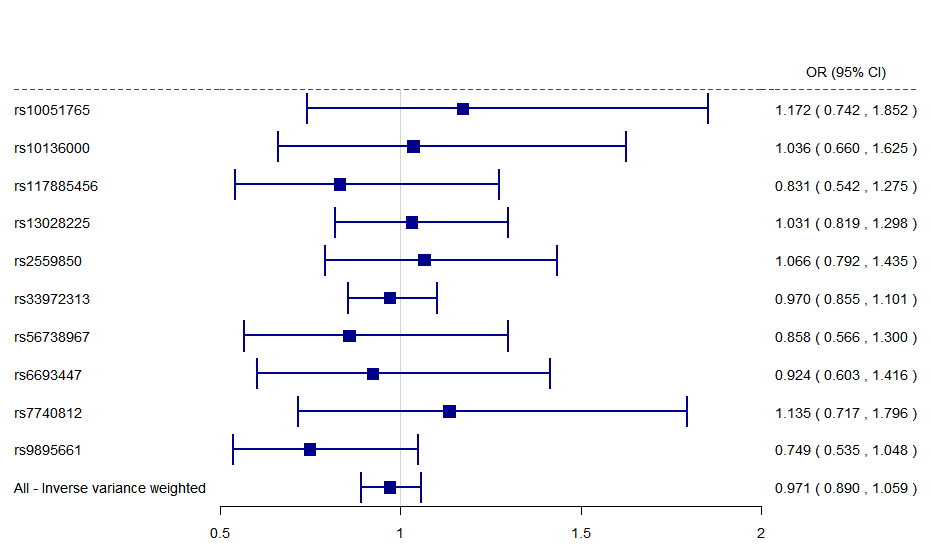 OR (95% CI)
rs10051765 1.172 ( 0.742 , 1.852 )
rs10136000 1.036 ( 0.660 , 1.625 )
rs117885456 0.831 ( 0.542 , 1.275 )
rs13028225 1.031 ( 0.819 , 1.298 )
rs2559850 1.066 ( 0.792 , 1.435 )
rs33972313 0.970 ( 0.855 , 1.101 )
rs56738967 0.858 ( 0.566 , 1.300 )
rs6693447 0.924 ( 0.603 , 1.416 )
rs7740812 1.135 ( 0.717 , 1.796 )
rs9895661 0.749 ( 0.535 , 1.048 )
All - Inverse variance weighted 0.971 ( 0.890 , 1.059 )
0.5 1 1.5 2